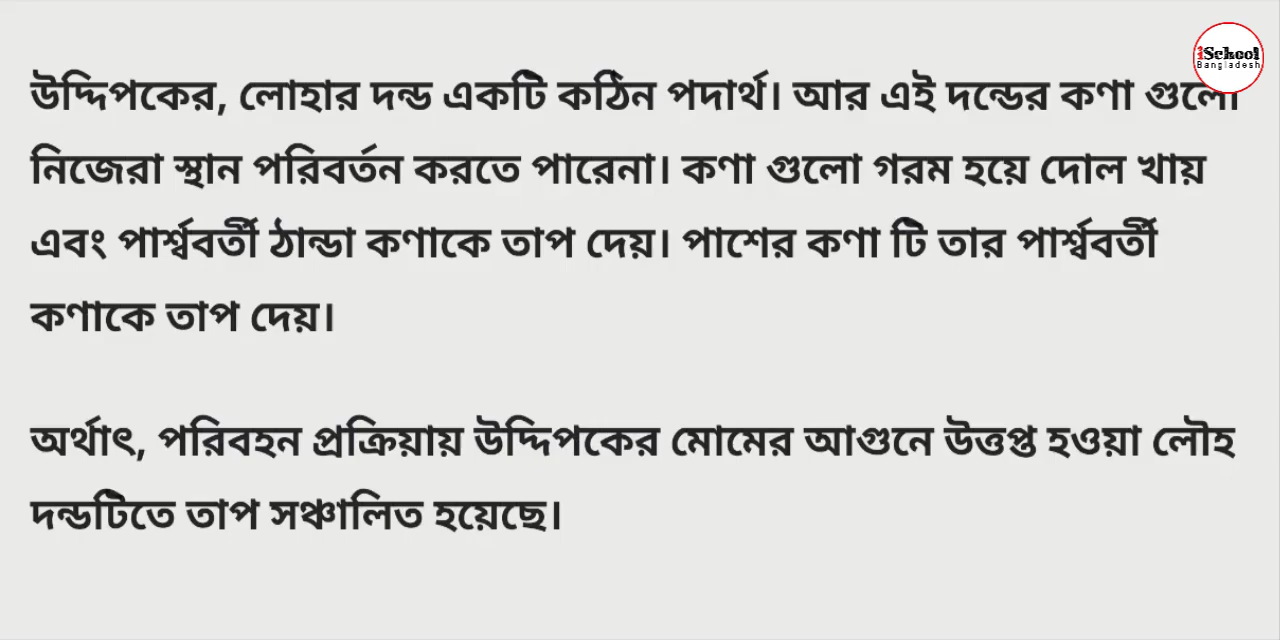 iSchool
Bangladesh
উদ্দিপকের, লোহার দন্ড একটি কঠিন পদার্থ। আর এই দন্ডের কণা গুলো
নিজেরা স্থান পরিবর্তন করতে পারেনা। কণা গুলো গরম হয়ে দোল খায়
এবং পার্শ্ববর্তী ঠান্ডা কণাকে তাপ দেয়। পাশের কণা টি তার পার্শ্ববর্তী
কণাকে তাপ দেয়।
অর্থাৎ, পরিবহন প্রক্রিয়ায় উদ্দিপকের মোমের আগুনে উত্তপ্ত হওয়া লৌহ
দন্ডটিতে তাপ সঞ্চালিত হয়েছে।